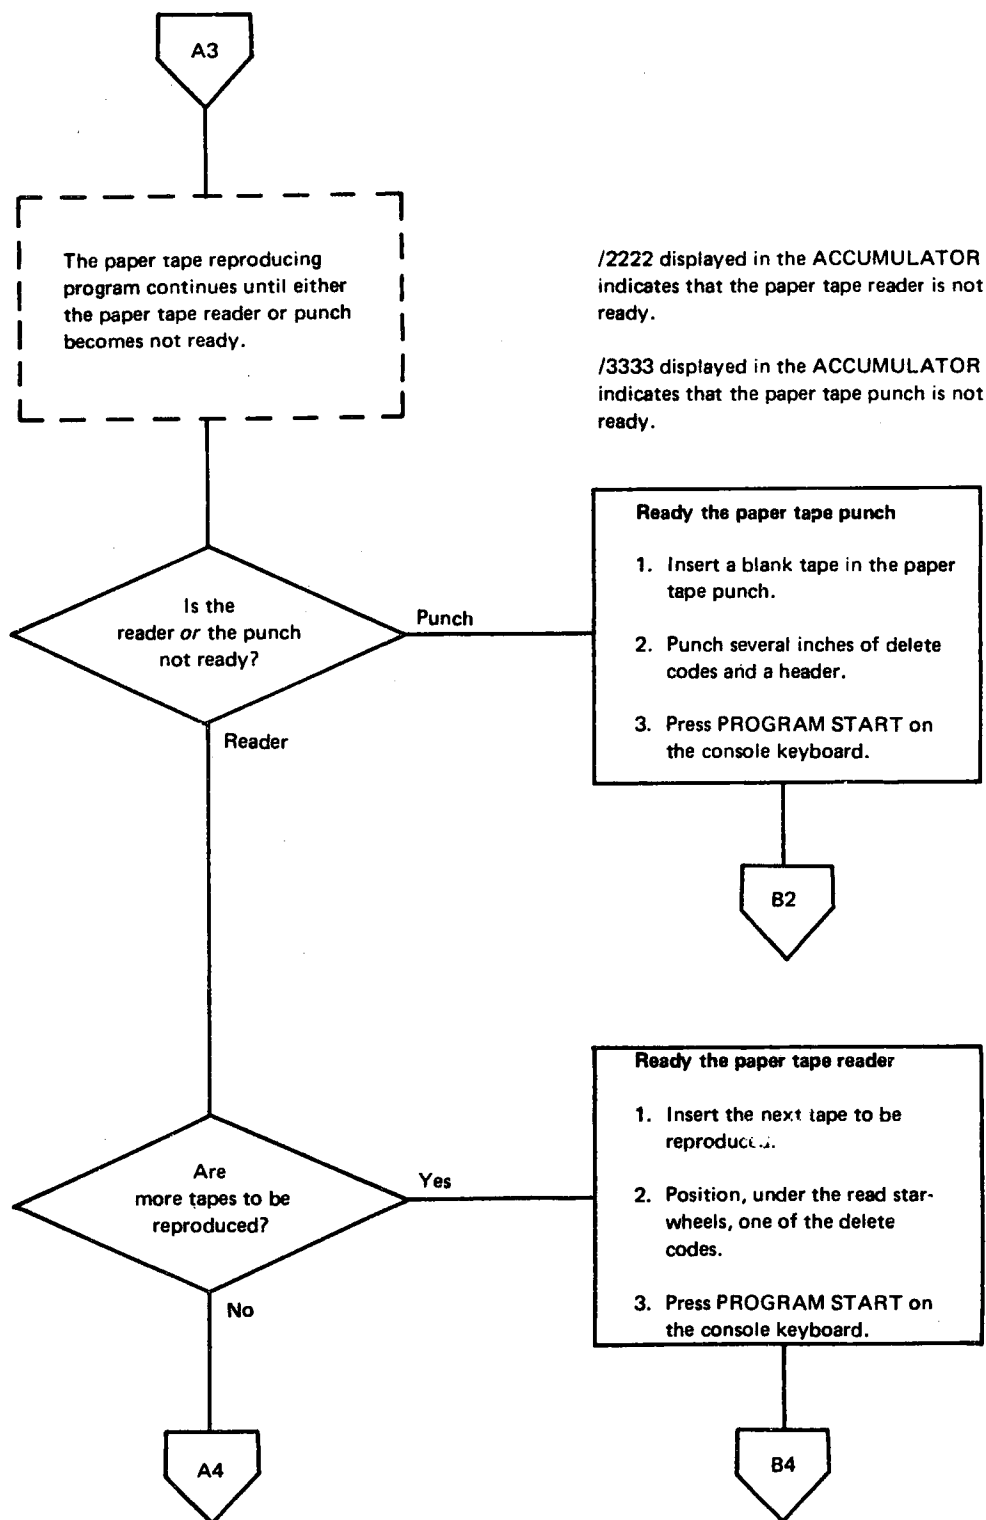 A3
The paper tape reproducing
program continues until either
the paper tape reader or punch
becomes not ready.
/2222 displayed in the ACCUMULATOR
indicates that the paper tape reader is not
ready.
/3333 displayed in the ACCUMULATOR
indicates that the paper tape punch is not
ready.
Is the
reader or the punch
not ready?
Punch
Reader
Ready the paper tape punch
1. Insert a blank tape in the paper
tape punch.
2. Punch several inches of delete
codes and a header.
3. Press PROGRAM START on
the console keyboard.
B2
Are
more tapes to be
reproduced?
Yes
No
Ready the paper tape reader
1. Insert the next tape to be
reproduced.
2. Position, under the read star-
wheels, one of the delete
codes.
3. Press PROGRAM START on
the console keyboard.
A4
B4